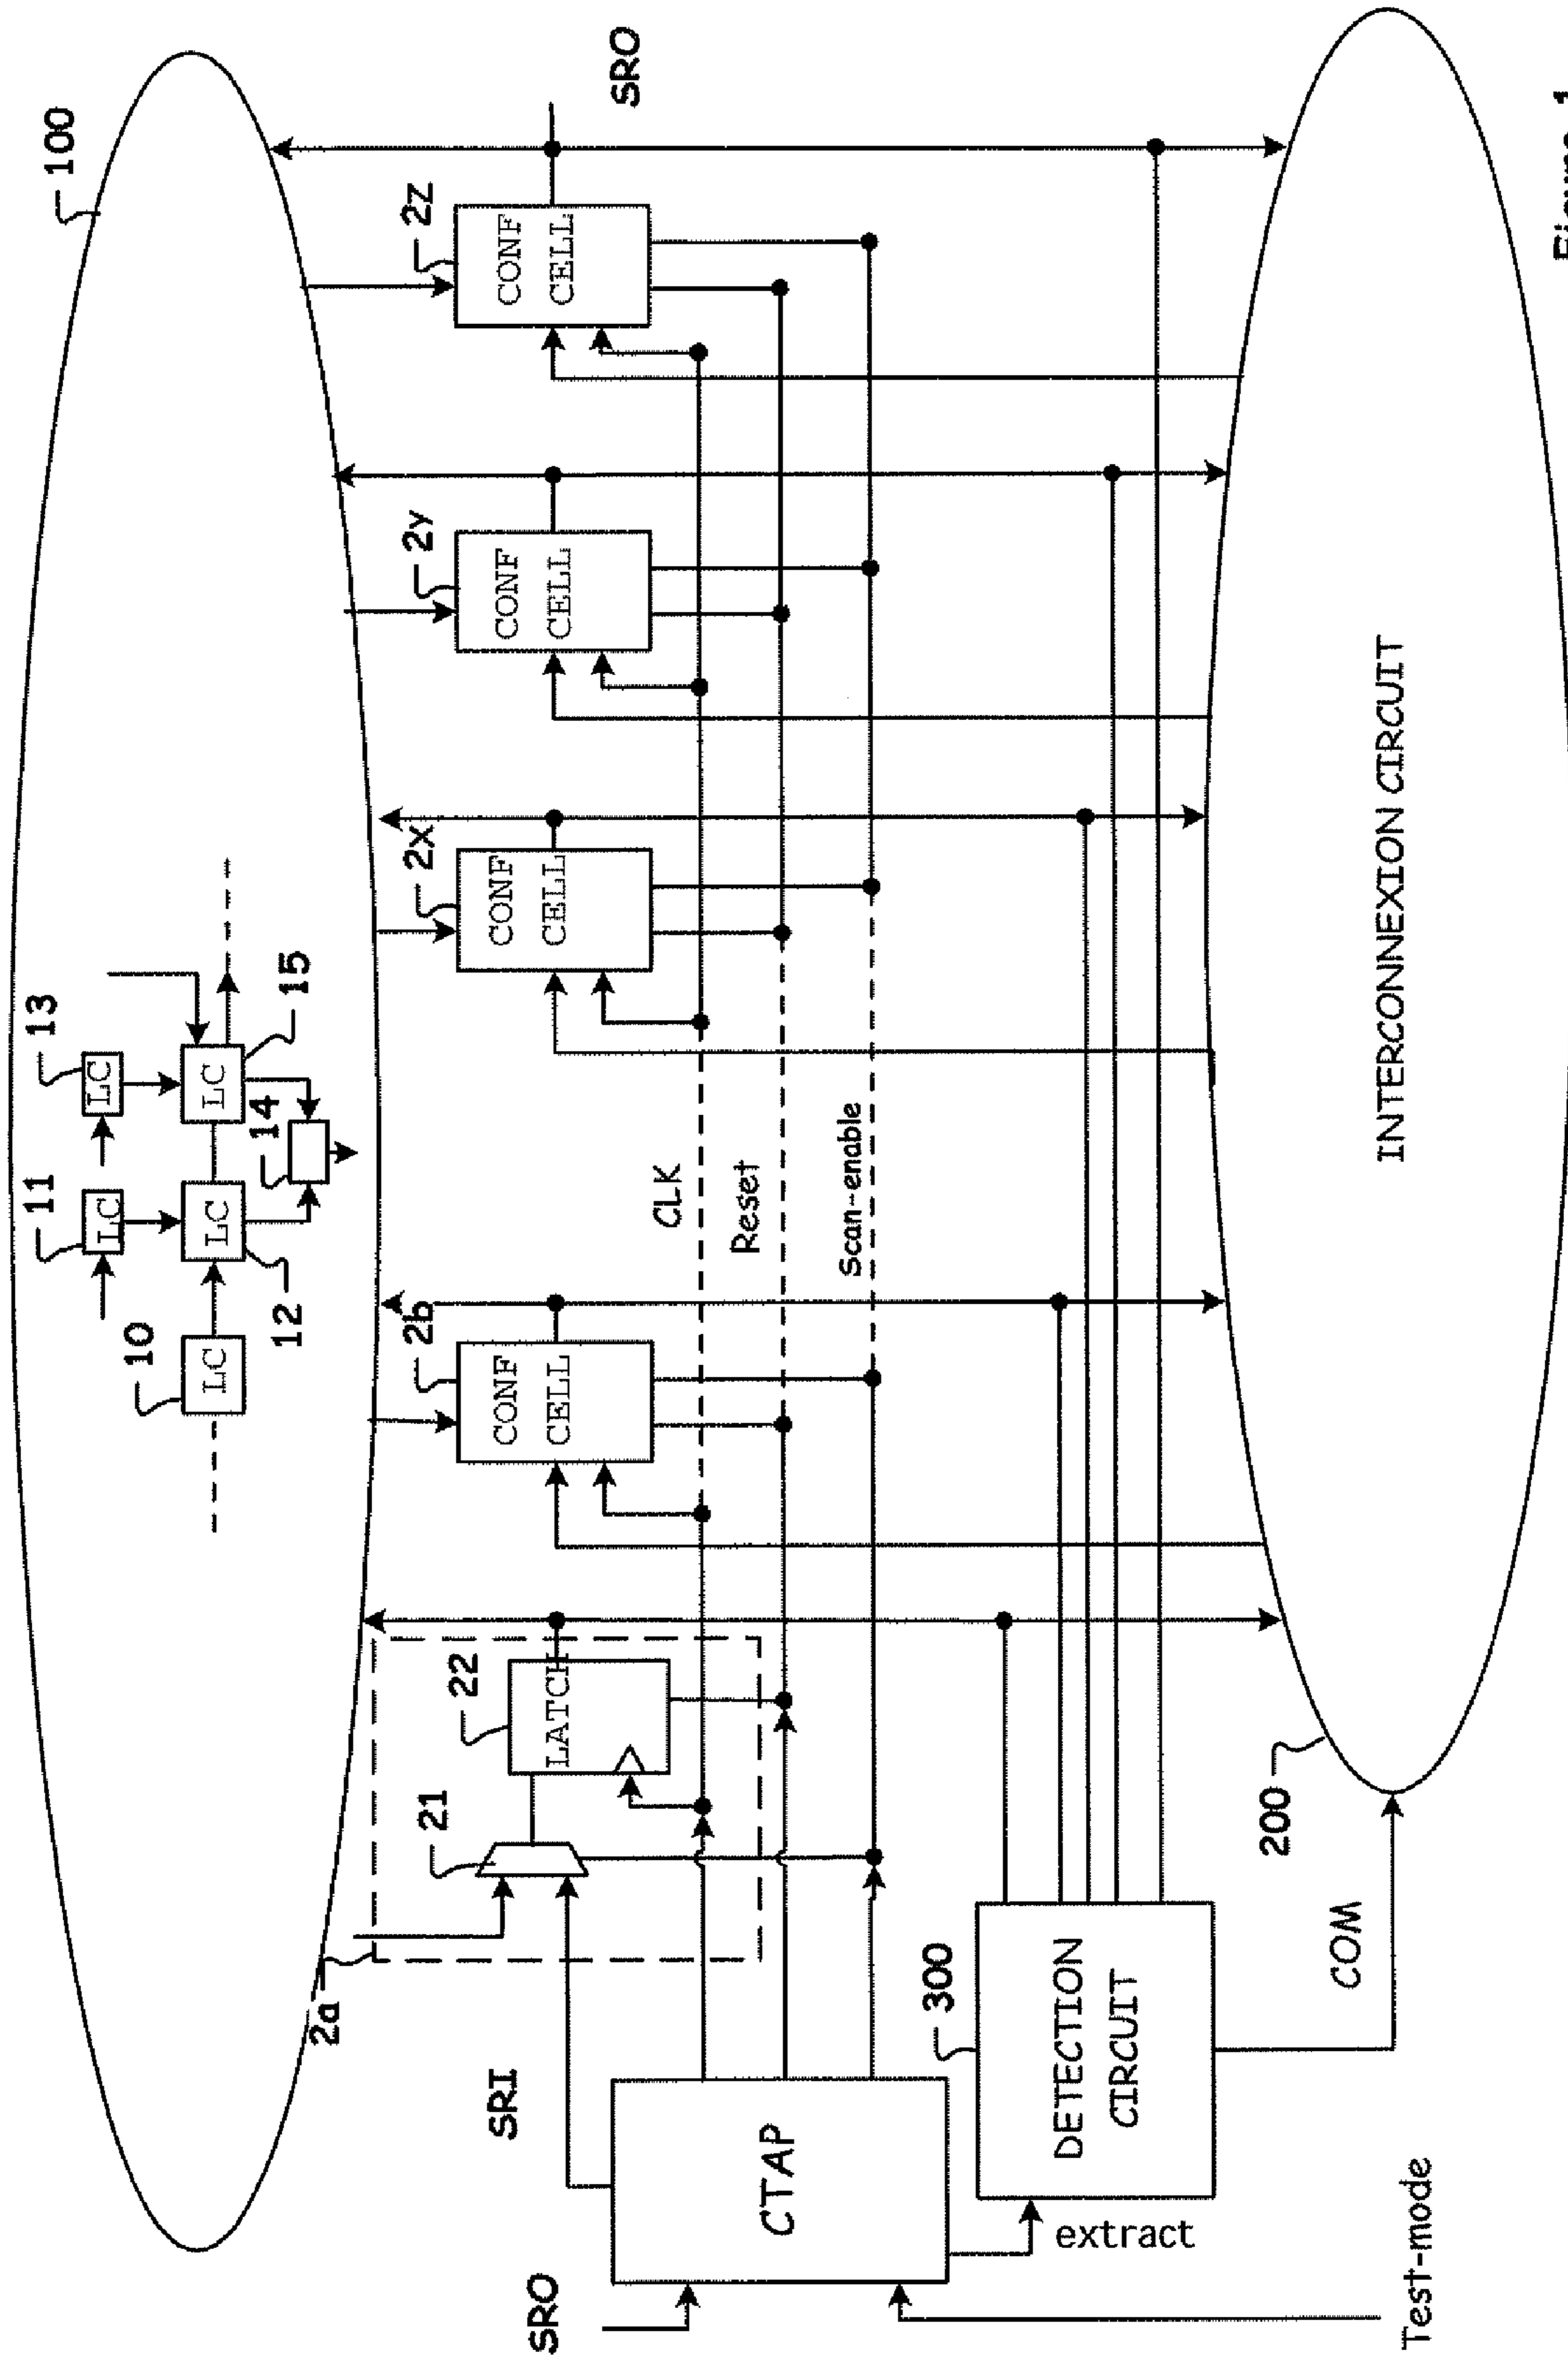 100
11
13
LC
LC
10
LC
LC
LC
12
14
15
2a
2b
2x
2y
2z
21
22
LATCH
CONF
CELL
CONF
CELL
CONF
CELL
CONF
CELL
SRO
SRI
SRO
CTAP
CLK
Reset
Scan-enable
300
DETECTION
CIRCUIT
extract
Test-mode
COM
200
INTERCONNEXION CIRCUIT